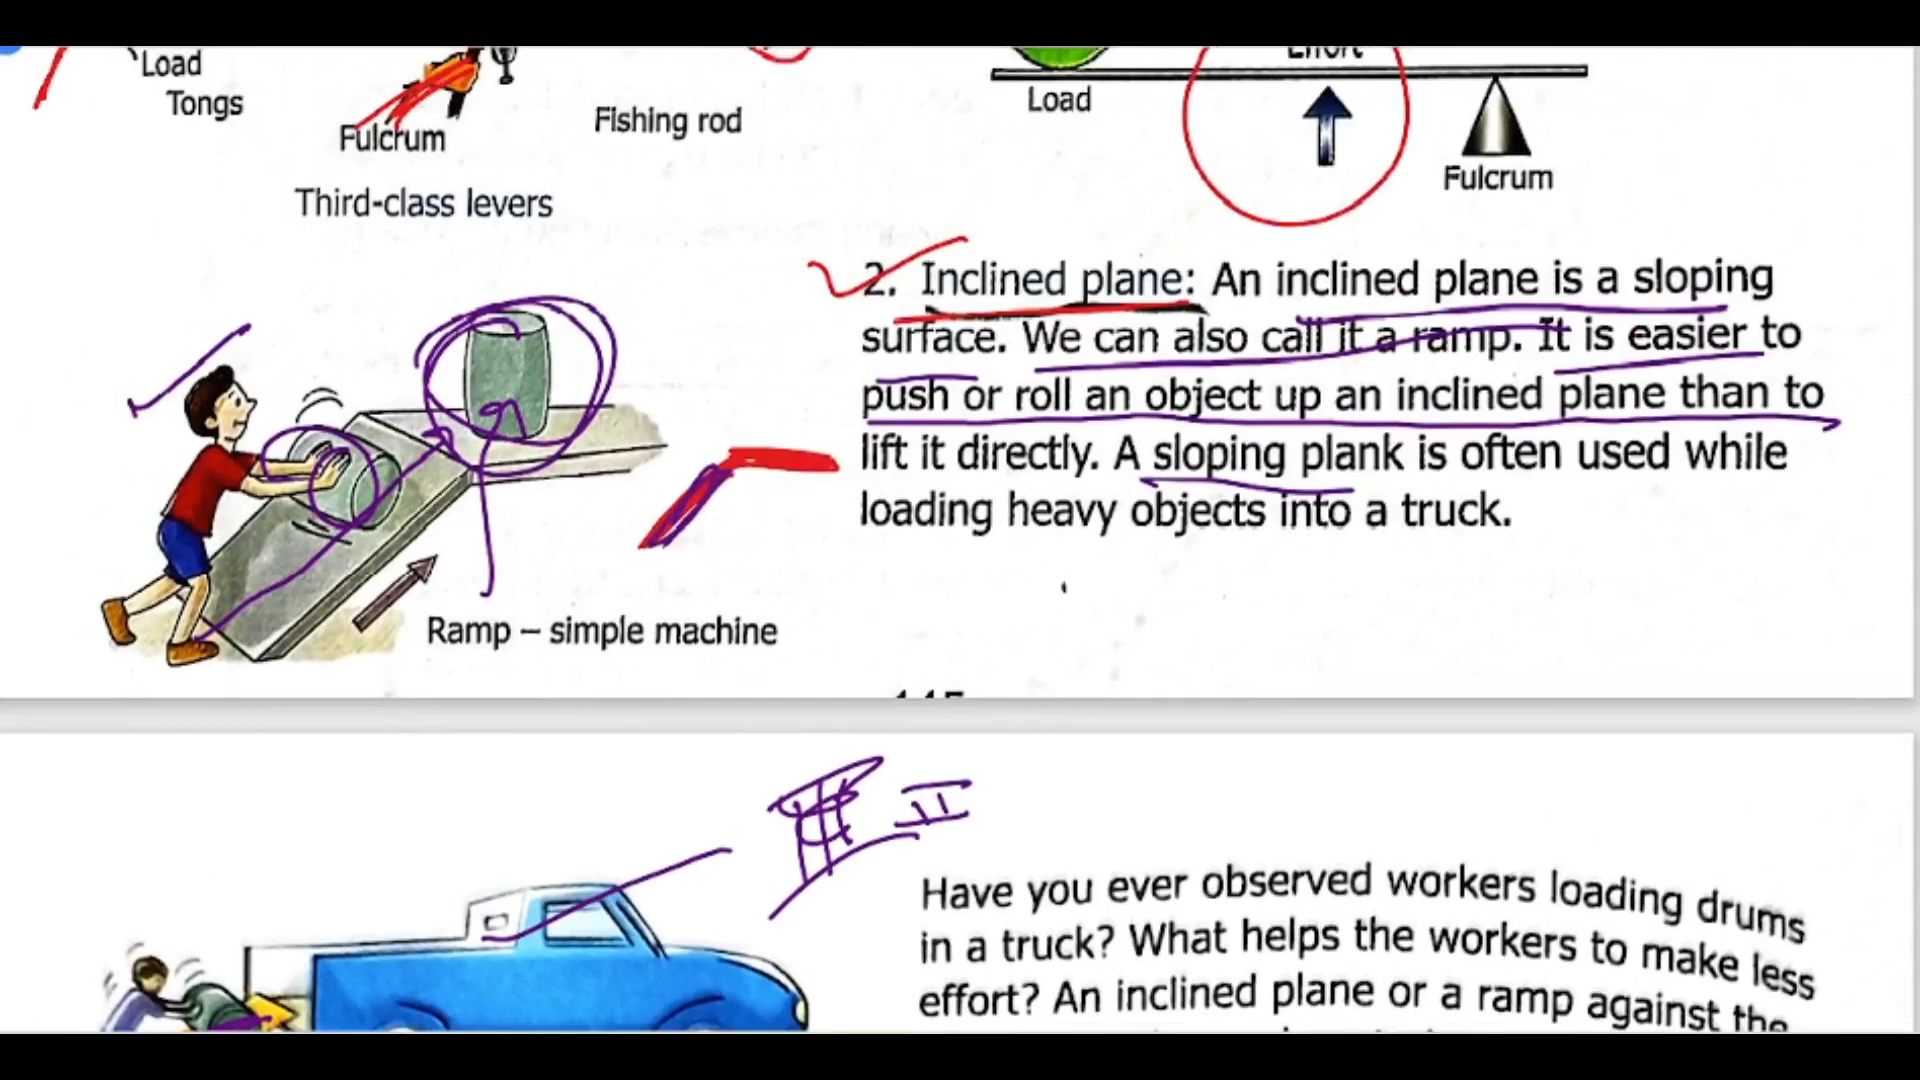 Load
Tongs
Fulcrum
Fishing rod
Third-class levers
Effort
Load
Fulcrum
2. Inclined plane: An inclined plane is a sloping
surface. We can also call it a ramp. It is easier to
push or roll an object up an inclined plane than to
lift it directly. A sloping plank is often used while
loading heavy objects into a truck.
Ramp – simple machine
Have you ever observed workers loading drums
in a truck? What helps the workers to make less
effort? An inclined plane or a ramp against the